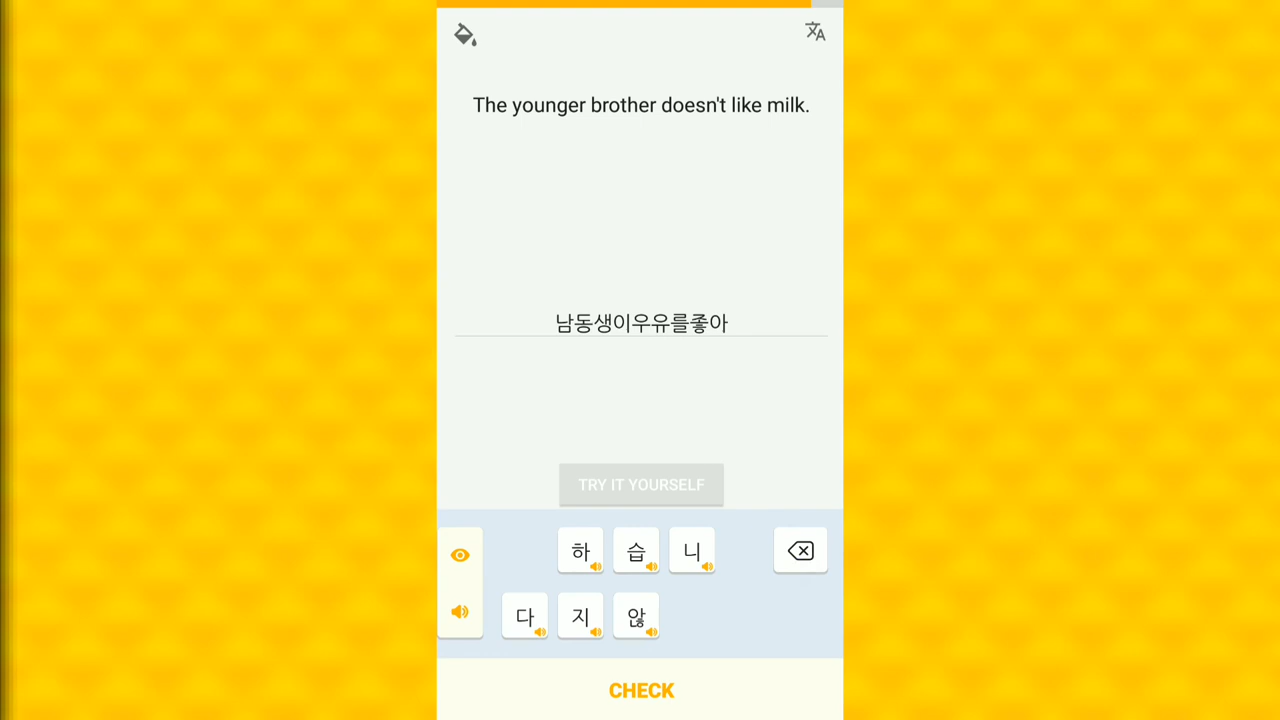 The younger brother doesn't like milk.
남동생이우유를좋아
TRY IT YOURSELF
하 습 니
다 지 않
CHECK